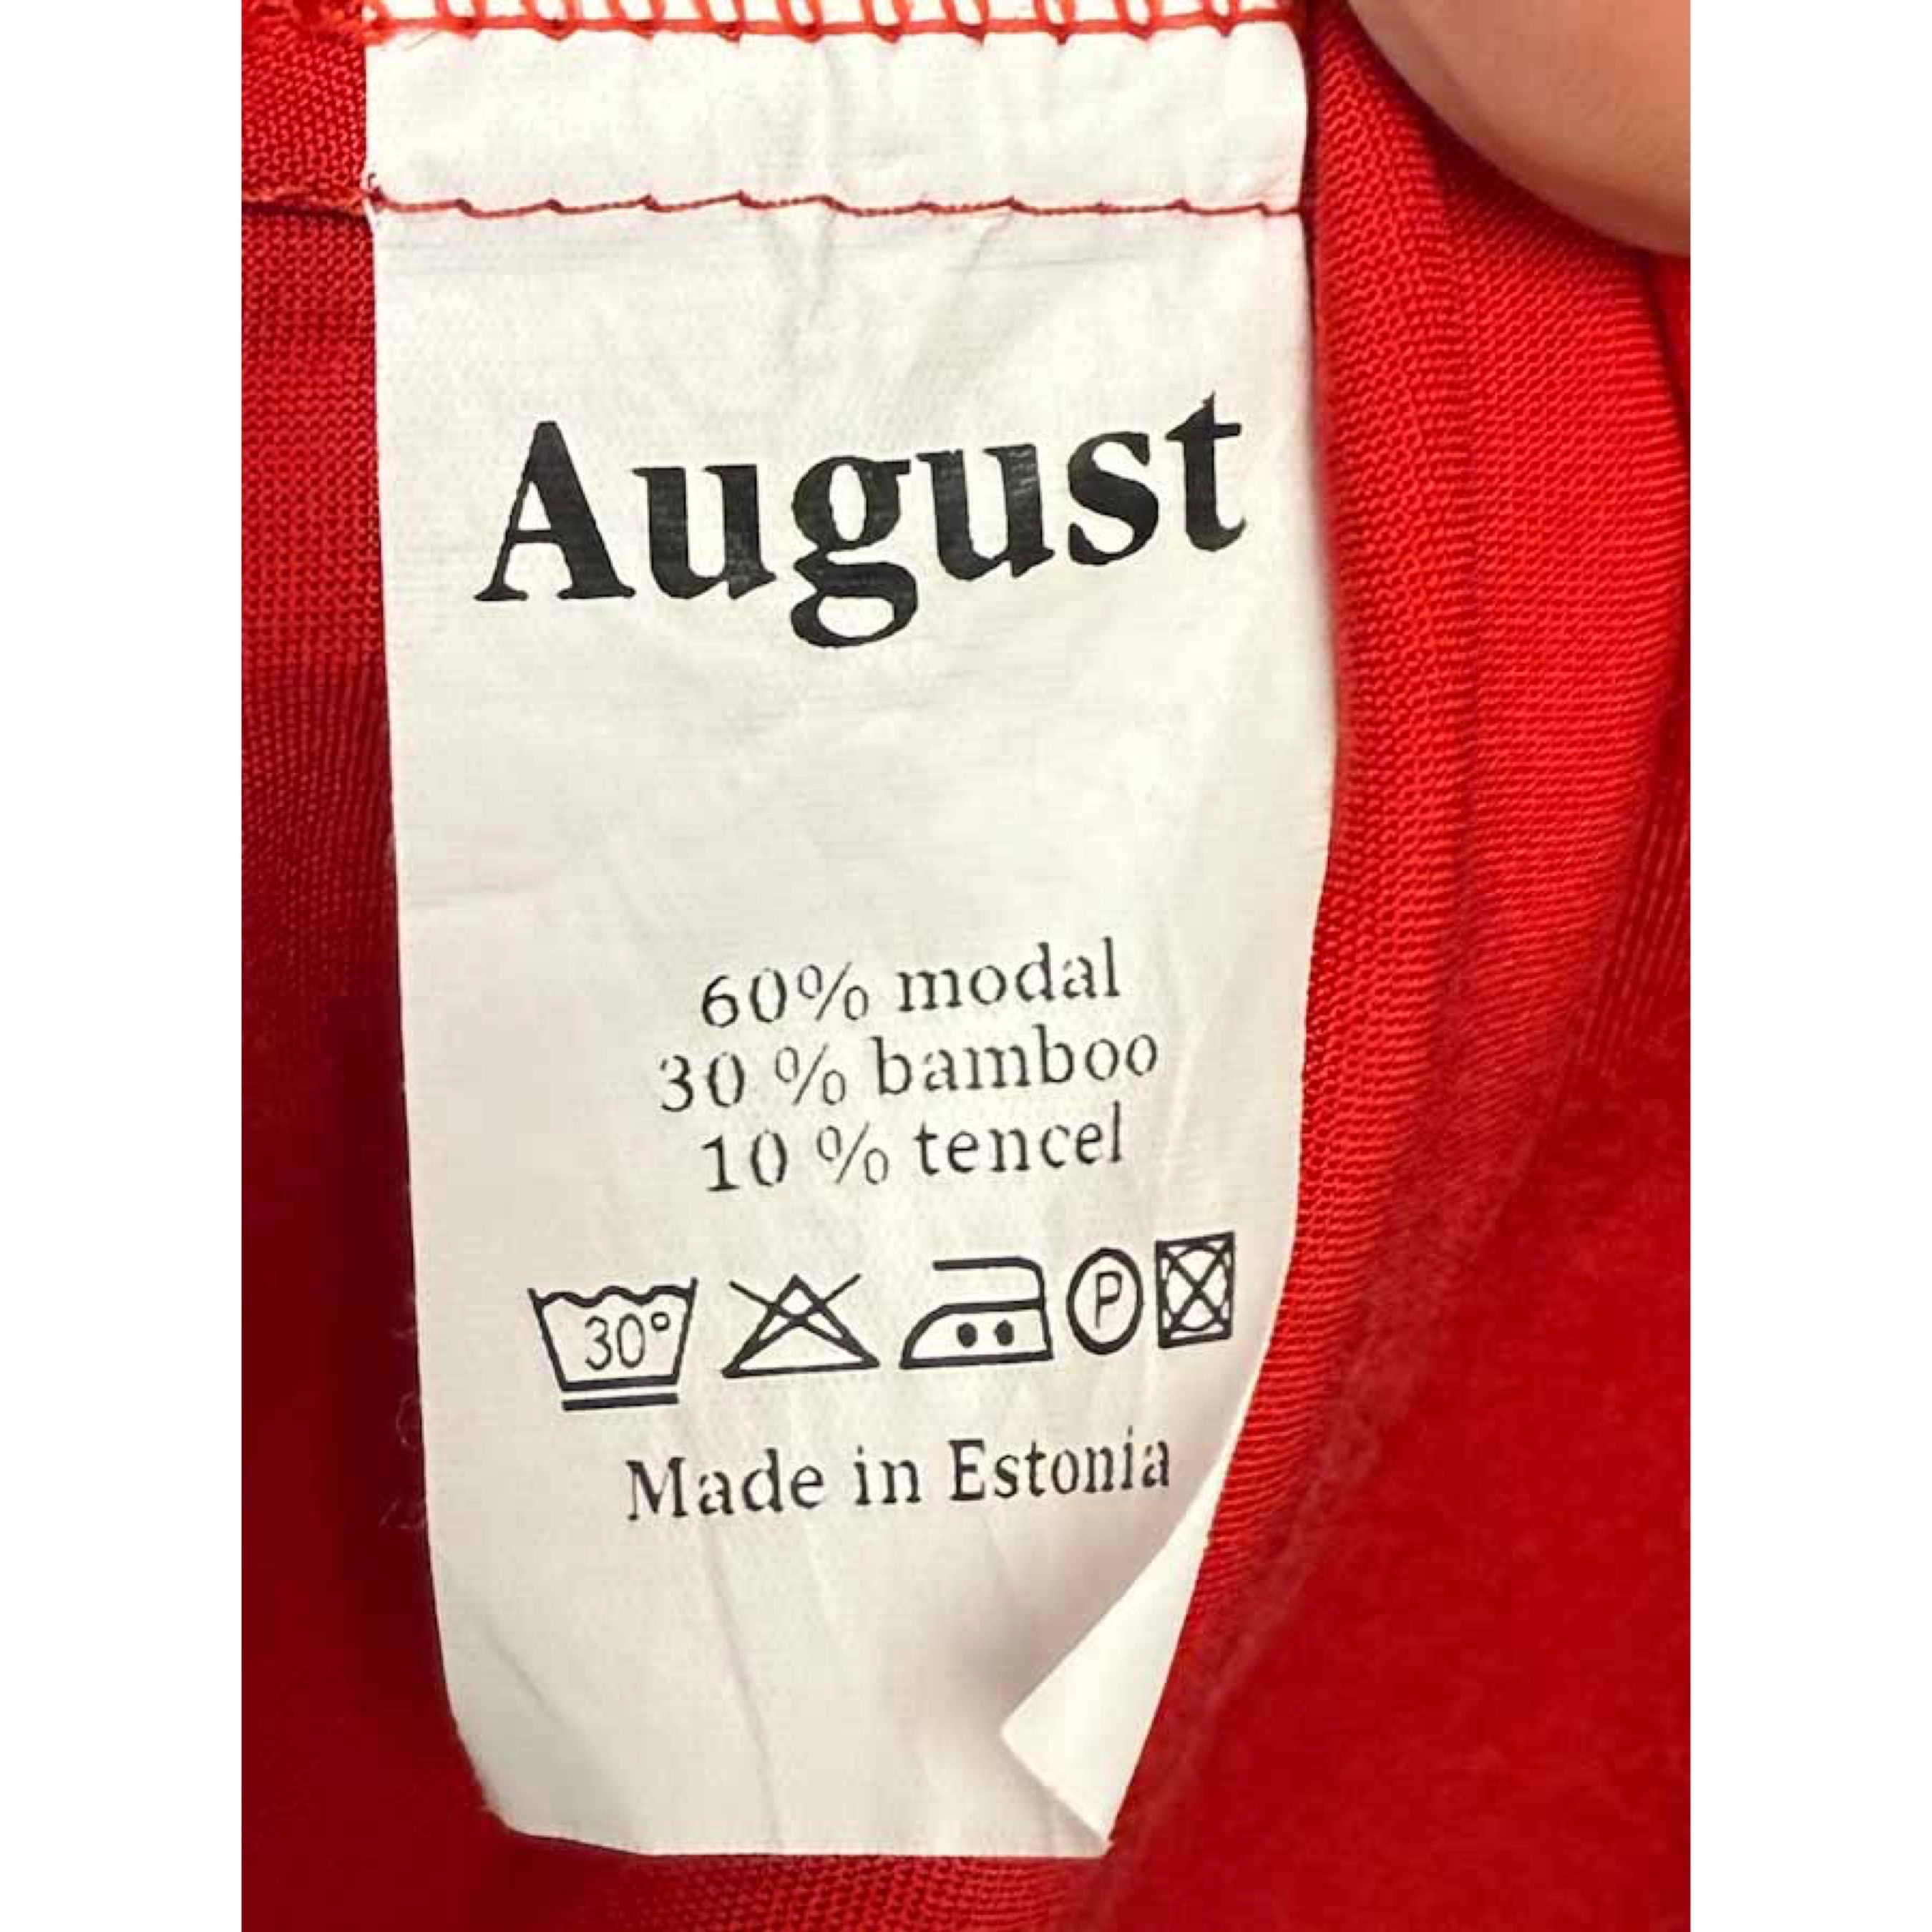 August
60% modal
30 % bamboo
10 % tencel
30° P
Made in Estonia